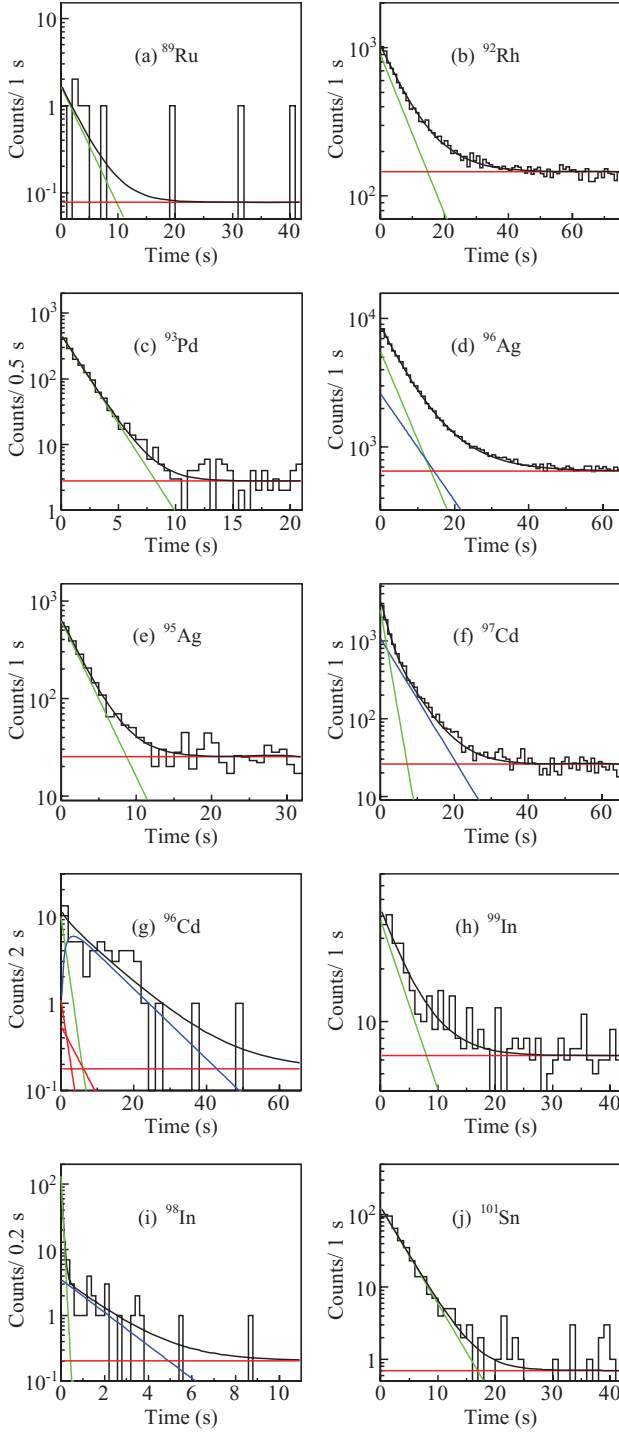 (a) ⁸⁹Ru
Counts/ 1 s
10
1
10⁻¹
0 10 20 30 40
Time (s)
(b) ⁹²Rh
Counts/ 1 s
10³
10²
0 20 40 60
Time (s)
(c) ⁹³Pd
Counts/ 0.5 s
10³
10²
10
1
0 5 10 15 20
Time (s)
(d) ⁹⁶Ag
Counts/ 1 s
10⁴
10³
0 20 40 60
Time (s)
(e) ⁹⁵Ag
Counts/ 1 s
10³
10²
10
0 10 20 30
Time (s)
(f) ⁹⁷Cd
Counts/ 1 s
10³
10²
10
0 20 40 60
Time (s)
(g) ⁹⁶Cd
Counts/ 2 s
10
1
10⁻¹
0 20 40 60
Time (s)
(h) ⁹⁹In
Counts/ 1 s
10
0 10 20 30 40
Time (s)
(i) ⁹⁸In
Counts/ 0.2 s
10²
10
1
10⁻¹
0 2 4 6 8 10
Time (s)
(j) ¹⁰¹Sn
Counts/ 1 s
10²
10
1
0 10 20 30 40
Time (s)